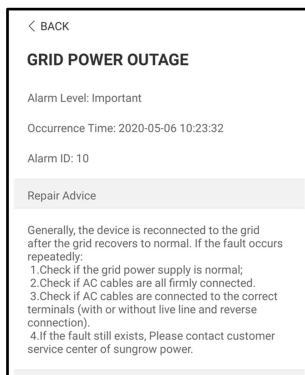 < BACK
GRID POWER OUTAGE
Alarm Level: Important
Occurrence Time: 2020-05-06 10:23:32
Alarm ID: 10
Repair Advice
Generally, the device is reconnected to the grid
after the grid recovers to normal. If the fault occurs
repeatedly:
1.Check if the grid power supply is normal;
2.Check if AC cables are all firmly connected.
3.Check if AC cables are connected to the correct
terminals (with or without live line and reverse
connection).
4.If the fault still exists, Please contact customer
service center of sungrow power.